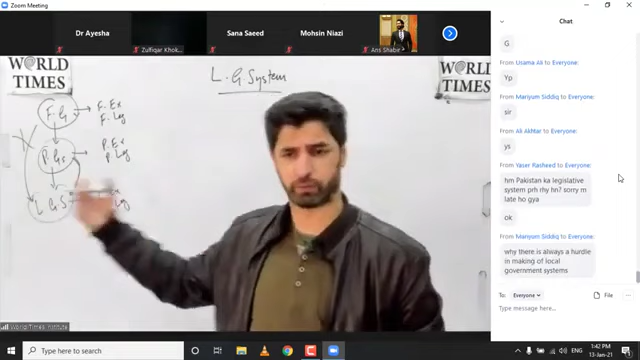 Zoom Meeting
Dr Ayesha
Zulfiqar Khok...
Sana Saeed
Mohsin Niazi
Ans Shabir
WORLD
TIMES
WORLD
TIMES
L. G. System
F. G
F. Ex
F. Leg
P. Gs
P. Ex
P Leg
L G. S
World Times Institute
Chat
G
From Usama Ali to Everyone:
Yp
From Mariyum Siddiq to Everyone:
sir
From Ali Akhtar to Everyone:
ys
From Yaser Rasheed to Everyone:
hm Pakistan ka legislative
system prh rhy hn? sorry m
late ho gya
ok
From Mariyum Siddiq to Everyone:
why there is always a hurdle
in making of local
government systems
To:
Everyone
File
Type message here...
Type here to search
1:42 PM
13-Jan-21